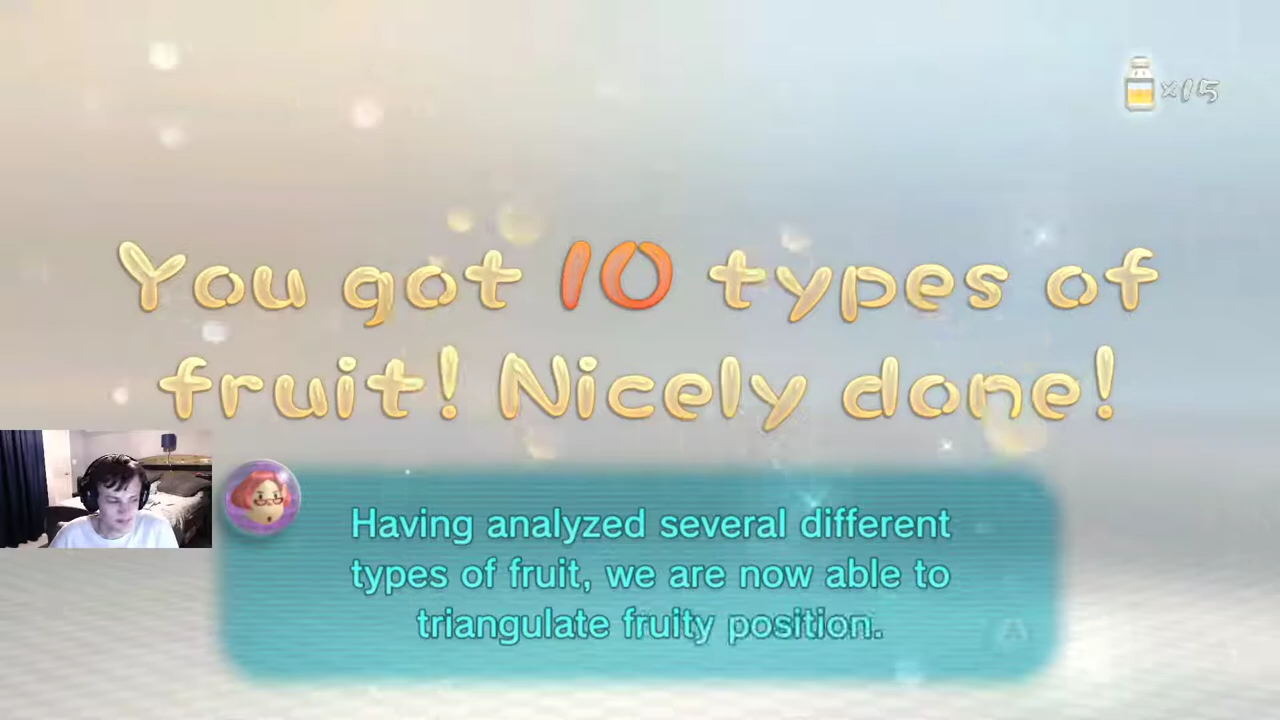 ×15
You got 10 types of
fruit! Nicely done!
Having analyzed several different
types of fruit, we are now able to
triangulate fruity position.
A